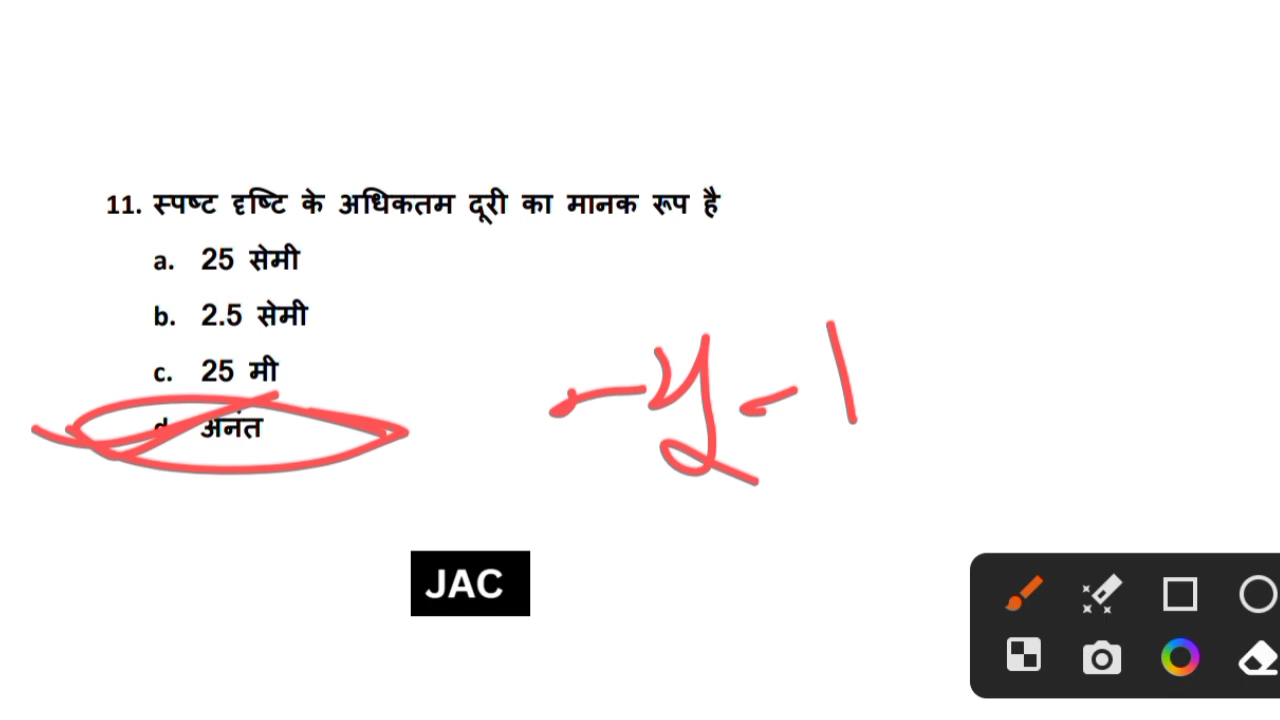 11. स्पष्ट दृष्टि के अधिकतम दूरी का मानक रूप है
a. 25 सेमी
b. 2.5 सेमी
c. 25 मी
d. अनंत
JAC